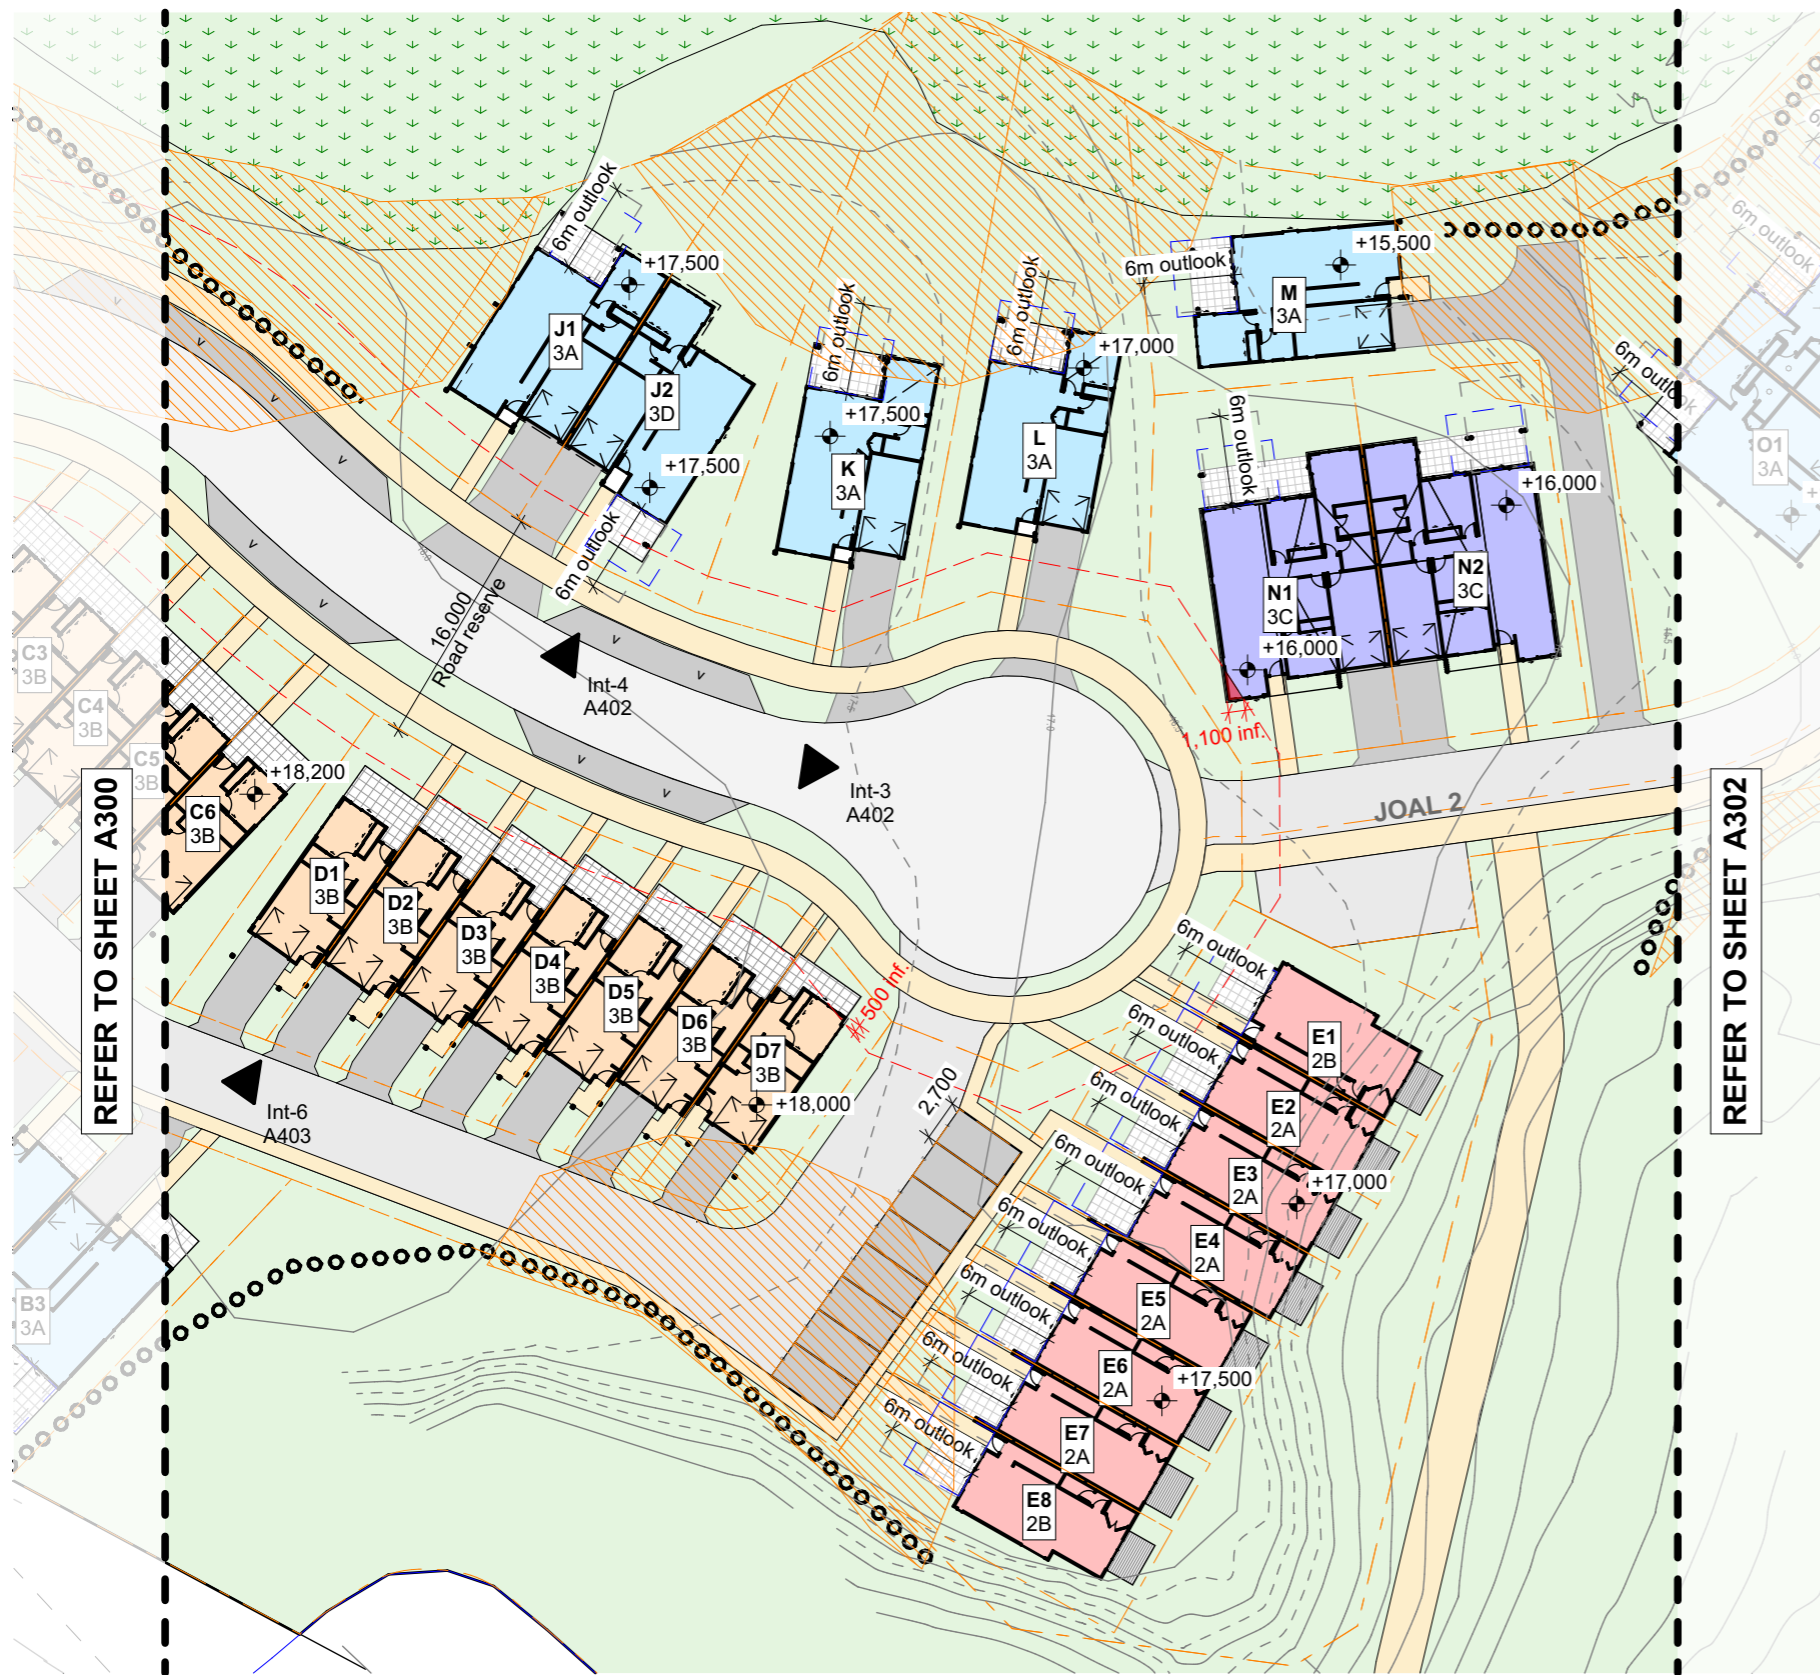 6m outlook
+17,500
J1
3A
J2
3D
+17,500
6m outlook
6m outlook
+17,500
K
3A
6m outlook
+17,000
L
3A
6m outlook
+15,500
M
3A
6m outlook
6m outlook
6m outlook
+16,000
N1
3C
N2
3C
+16,000
1,100 inf.
O1
3A
16,000
Road reserve
Int-4
A402
Int-3
A402
JOAL 2
C3
3B
C4
3B
C5
3B
C6
3B
+18,200
REFER TO SHEET A300
REFER TO SHEET A302
D1
3B
D2
3B
D3
3B
D4
3B
D5
3B
D6
3B
D7
3B
500 inf.
+18,000
2,700
Int-6
A403
B3
3A
6m outlook
6m outlook
6m outlook
6m outlook
6m outlook
6m outlook
6m outlook
6m outlook
E1
2B
E2
2A
E3
2A
+17,000
E4
2A
E5
2A
E6
2A
+17,500
E7
2A
E8
2B